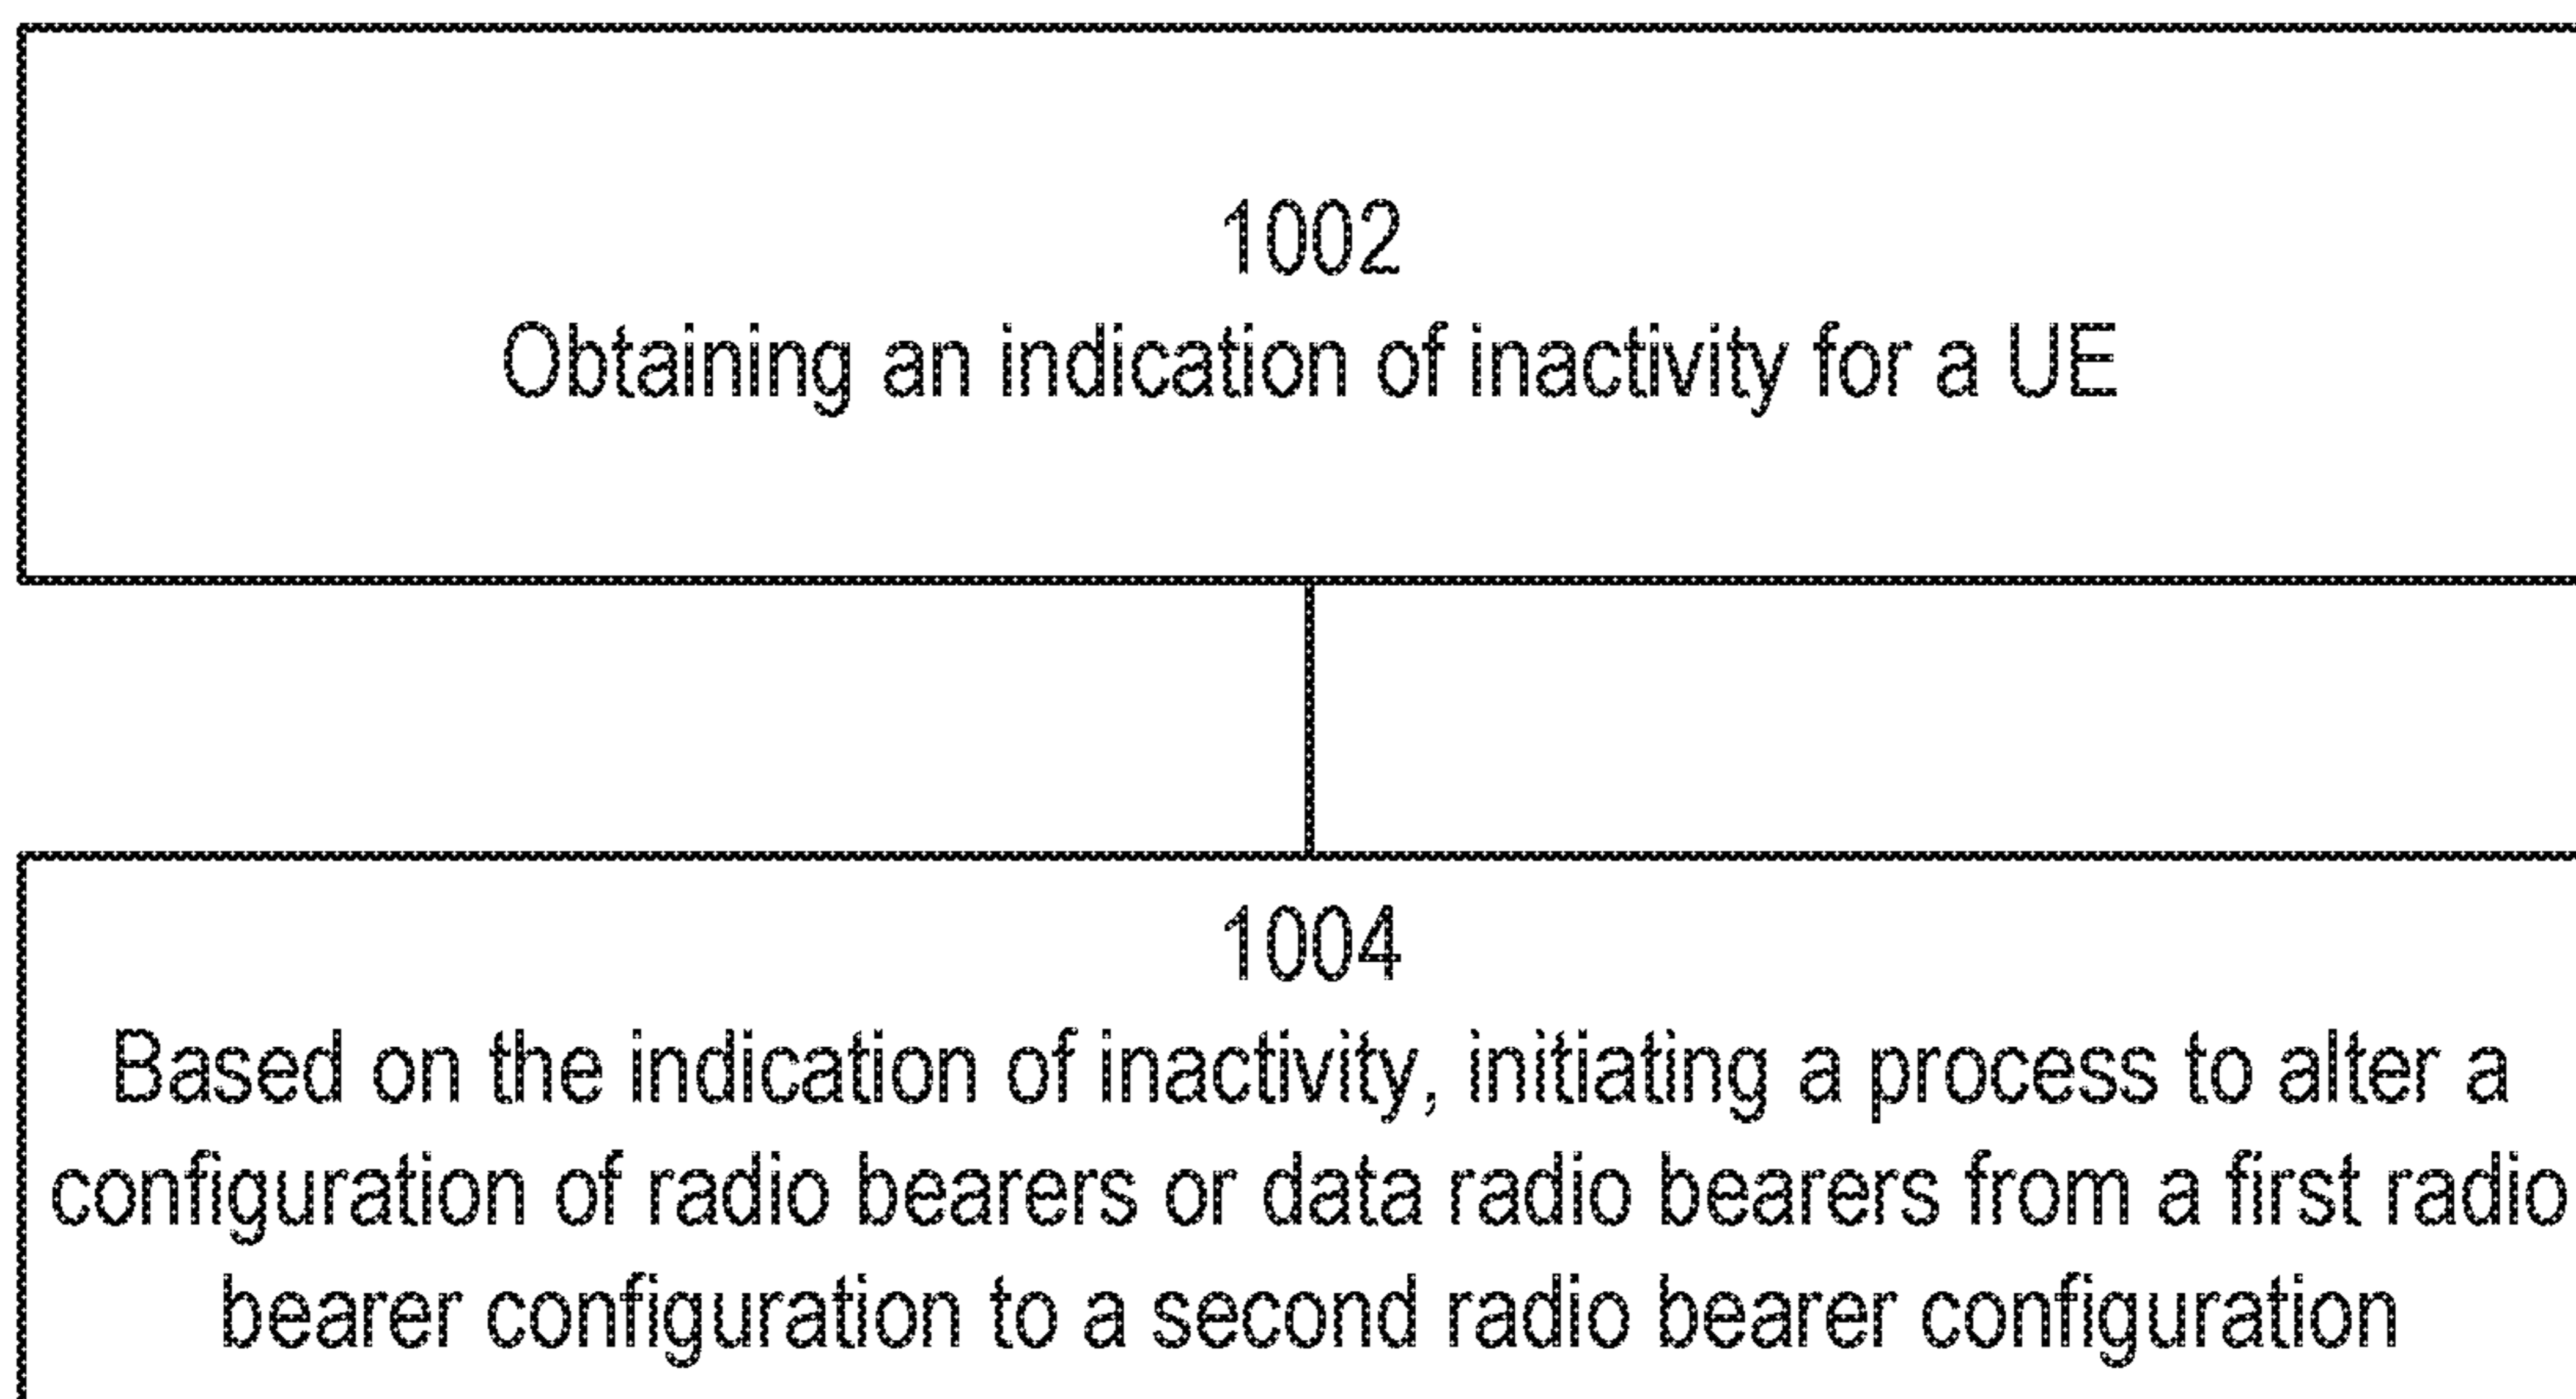 1002
Obtaining an indication of inactivity for a UE
1004
Based on the indication of inactivity, initiating a process to alter a
configuration of radio bearers or data radio bearers from a first radio
bearer configuration to a second radio bearer configuration